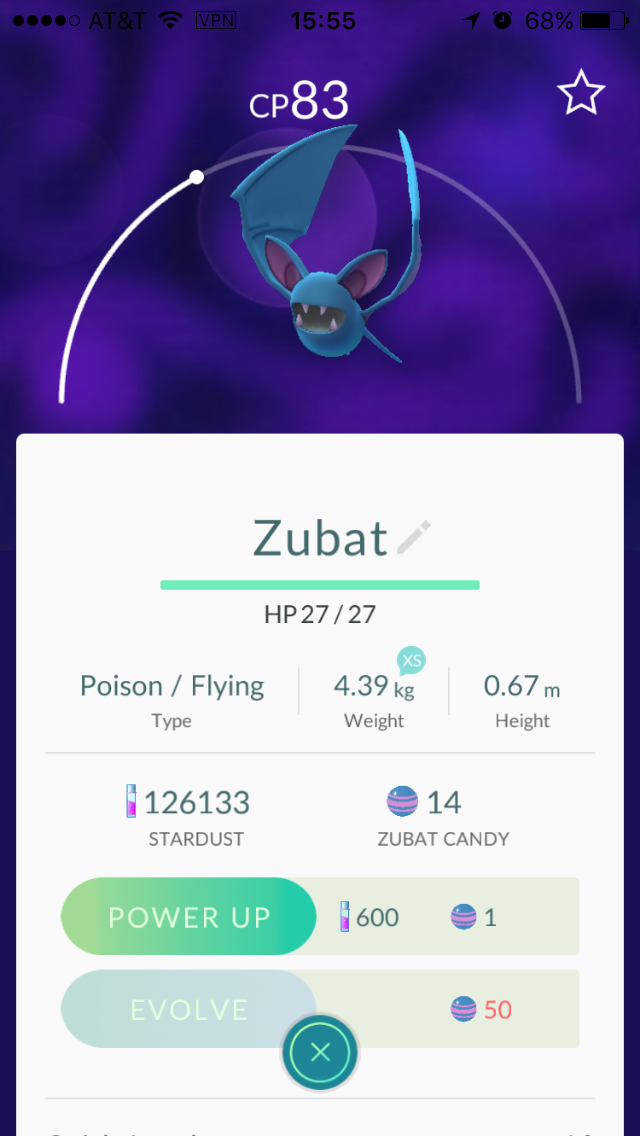 AT&T VPN 15:55 68%
CP83
Zubat
HP 27 / 27
XS
Poison / Flying 4.39 kg 0.67 m
Type Weight Height
126133 14
STARDUST ZUBAT CANDY
POWER UP 600 1
EVOLVE 50